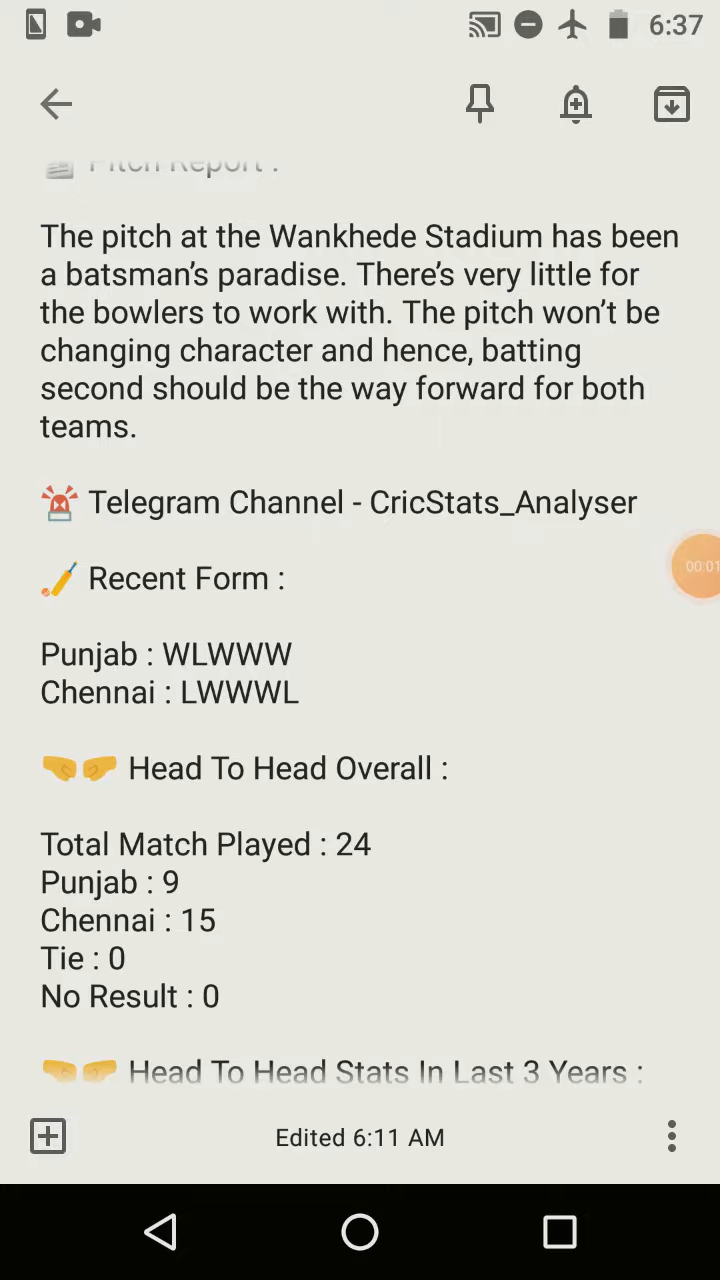 6:37
Pitch Report :
The pitch at the Wankhede Stadium has been
a batsman’s paradise. There’s very little for
the bowlers to work with. The pitch won’t be
changing character and hence, batting
second should be the way forward for both
teams.
Telegram Channel - CricStats_Analyser
00:01
Recent Form :
Punjab : WLWWW
Chennai : LWWWL
Head To Head Overall :
Total Match Played : 24
Punjab : 9
Chennai : 15
Tie : 0
No Result : 0
Head To Head Stats In Last 3 Years :
Edited 6:11 AM